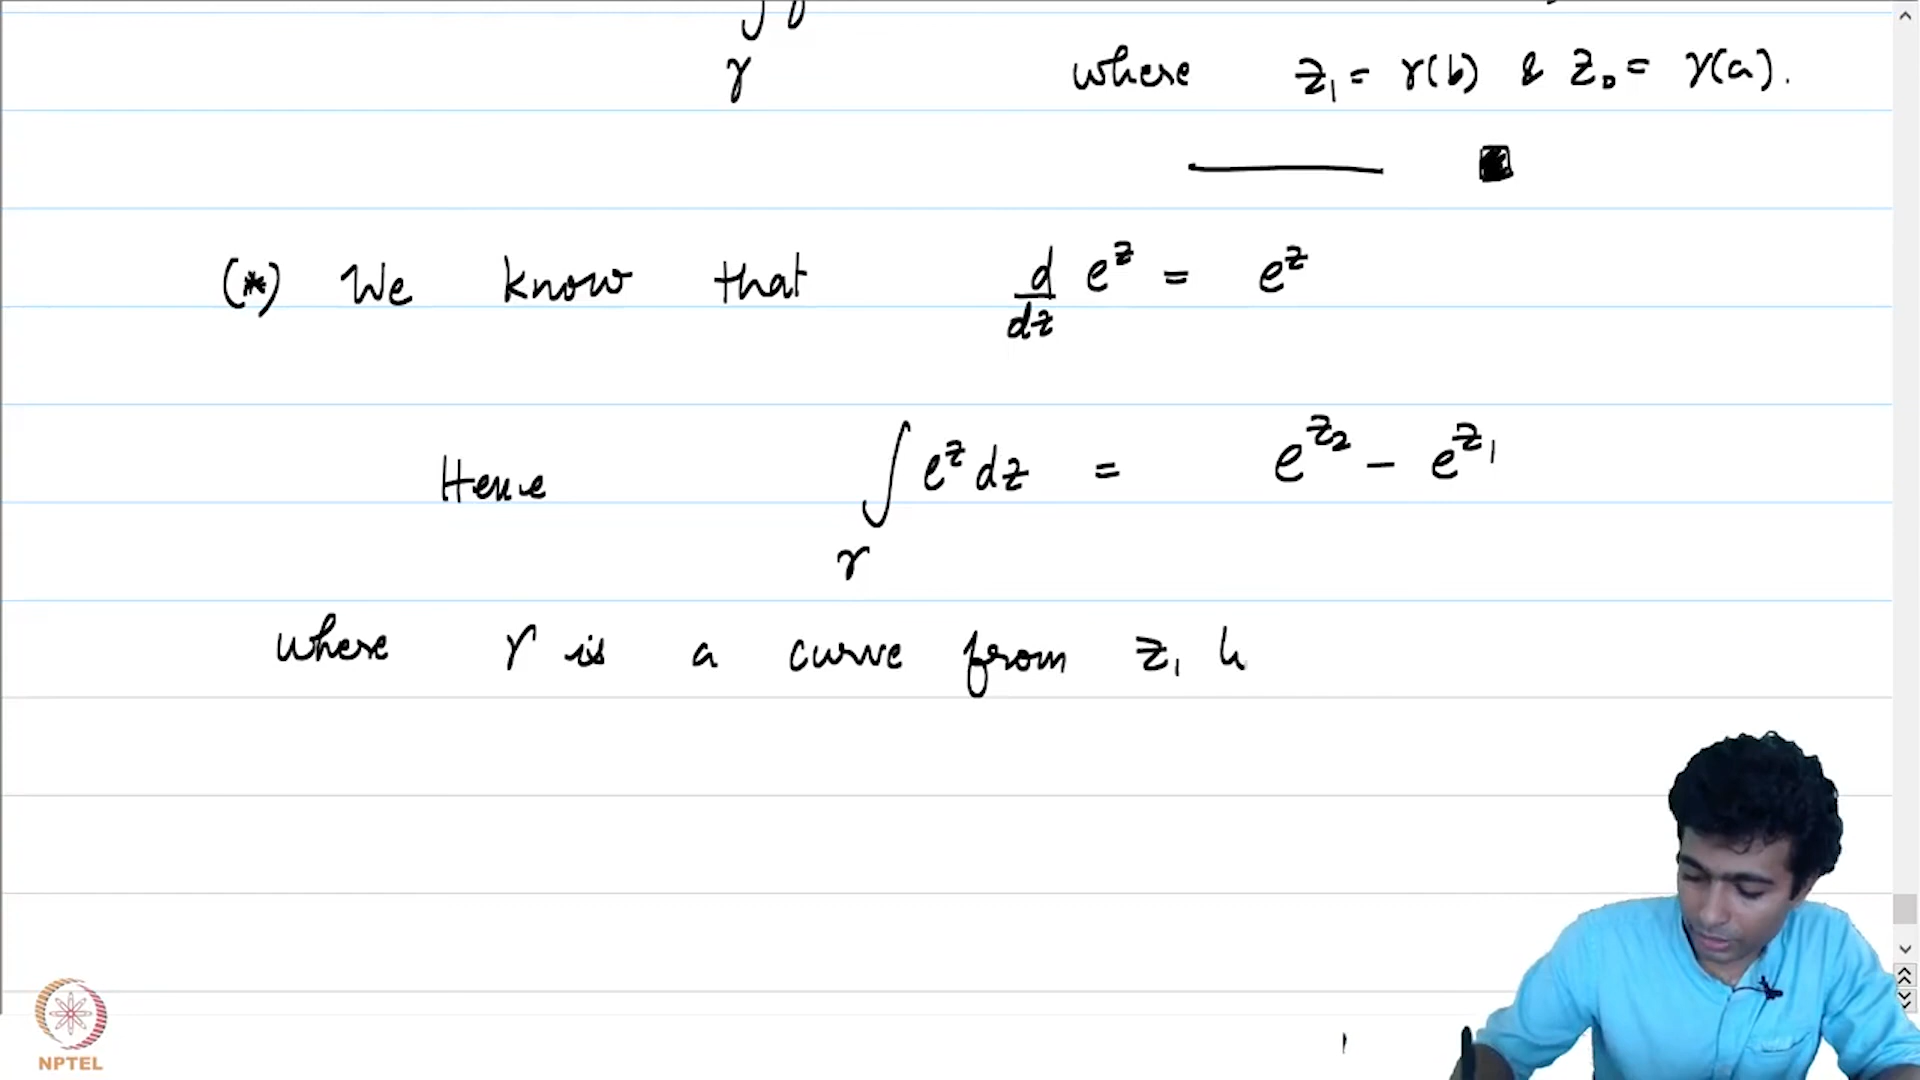 ∫
γ
where z₁ = γ(b) & z₀ = γ(a).
(*) We know that d/dz e^z = e^z
Hence ∫_γ e^z dz = e^{z₂} - e^{z₁}
where γ is a curve from z₁
NPTEL